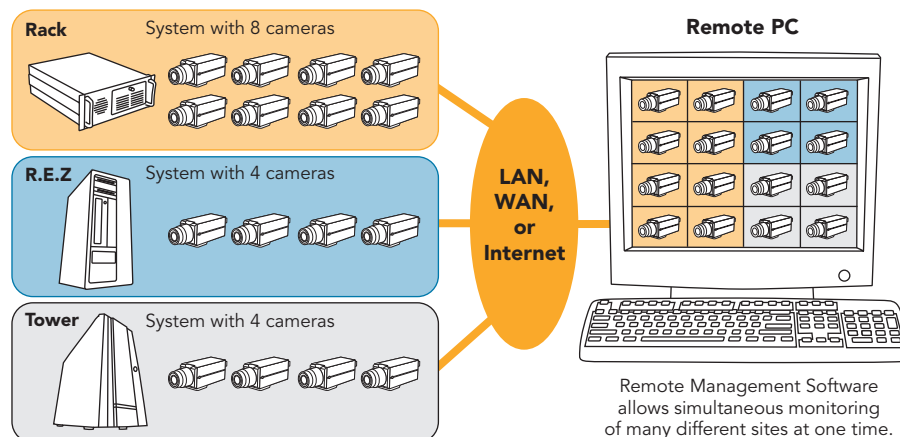 Rack
System with 8 cameras
R.E.Z
System with 4 cameras
Tower
System with 4 cameras
LAN,
WAN,
or
Internet
Remote PC
Remote Management Software
allows simultaneous monitoring
of many different sites at one time.